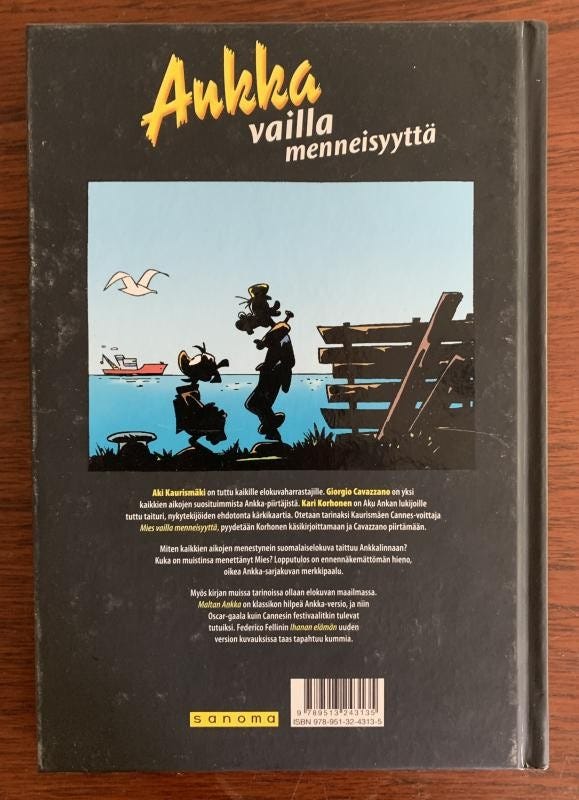 Ankka
vailla
menneisyyttä
Aki Kaurismäki on tuttu kaikille elokuvaharrastajille. Giorgio Cavazzano on yksi
kaikkien aikojen suosituimmista Ankka-piirtäjistä. Kari Korhonen on Aku Ankan lukijoille
tuttu taituri, nykytekijöiden ehdotonta kärkikaartia. Otetaan tarinaksi Kaurismäen Cannes-voittaja
Mies vailla menneisyyttä, pyydetään Korhonen käsikirjoittamaan ja Cavazzano piirtämään.
Miten kaikkien aikojen menestynein suomalaiselokuva taittuu Ankkalinnaan?
Kuka on muistinsa menettänyt Mies? Lopputulos on ennennäkemättömän hieno,
oikea Ankka-sarjakuvan merkkipaalu.
Myös kirjan muissa tarinoissa ollaan elokuvan maailmassa.
Maltan Ankka on klassikon hilpeä Ankka-versio, ja niin
Oscar-gaala kuin Cannesin festivaalitkin tulevat
tutuiksi. Federico Fellinin Ihanan elämän uuden
version kuvauksissa taas tapahtuu kummia.
sanoma
9 789513 243135
ISBN 978-951-32-4313-5